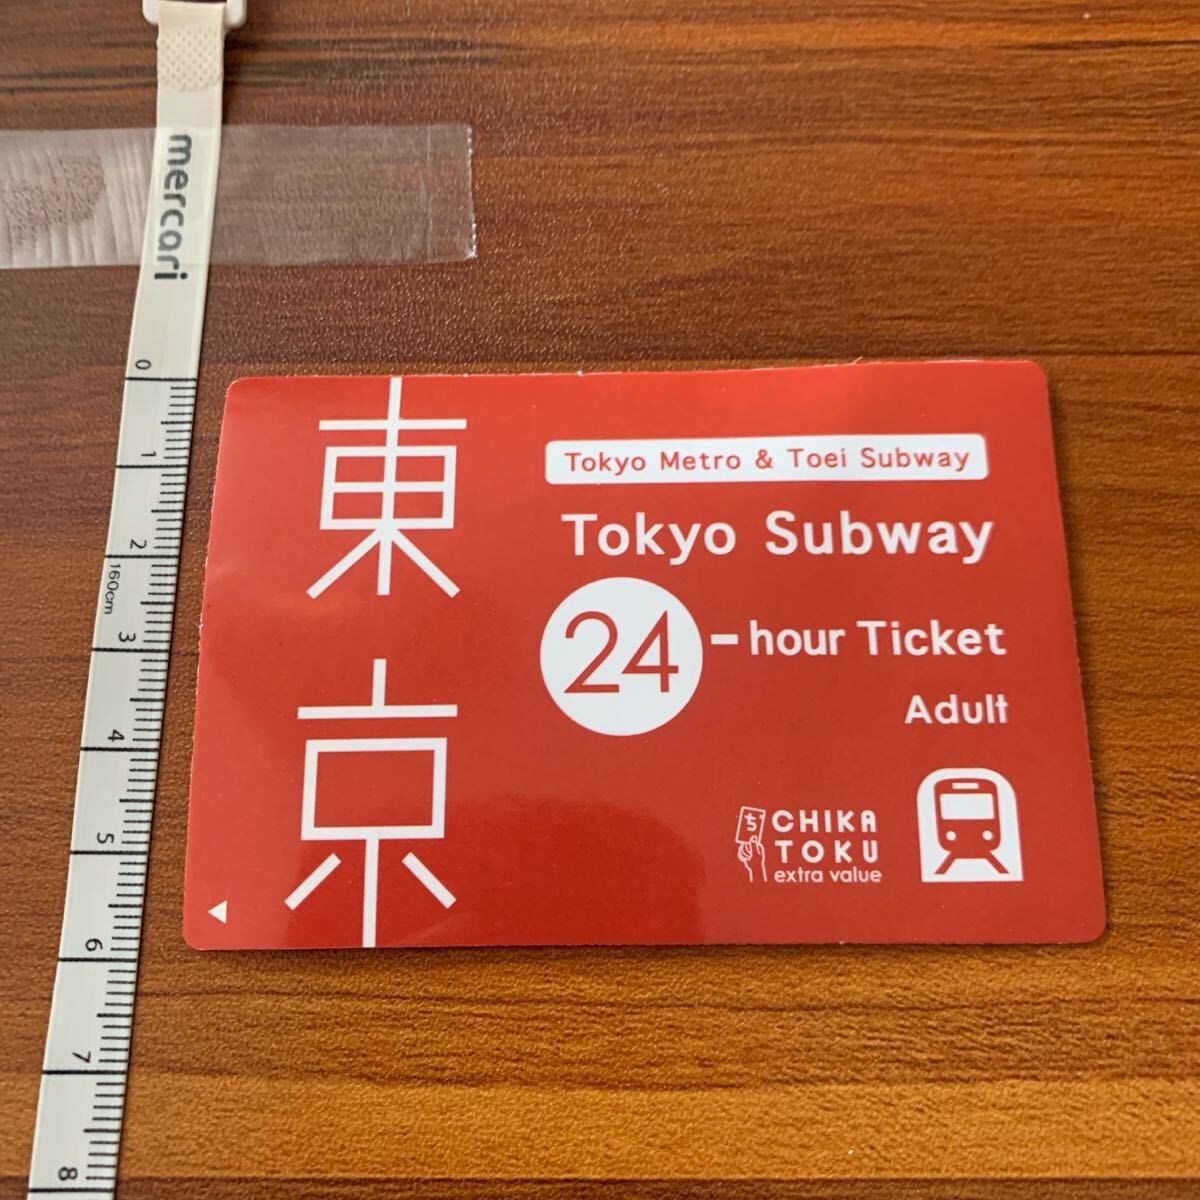 mercari
0
1
2
160cm
3
4
5
6
7
8
東京
Tokyo Metro & Toei Subway
Tokyo Subway
24-hour Ticket
Adult
ち
CHIKA
TOKU
extra value